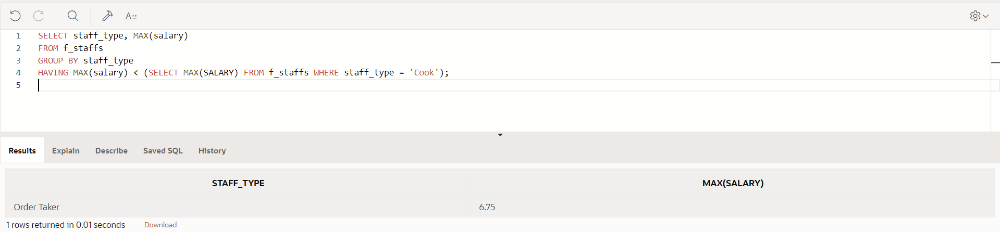 A::
1 SELECT staff_type, MAX(salary)
2 FROM f_staffs
3 GROUP BY staff_type
4 HAVING MAX(salary) < (SELECT MAX(SALARY) FROM f_staffs WHERE staff_type = 'Cook');
5
Results Explain Describe Saved SQL History
STAFF_TYPE MAX(SALARY)
Order Taker 6.75
1 rows returned in 0.01 seconds Download